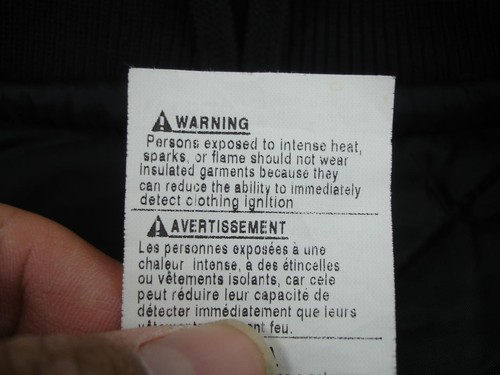 WARNING
Persons exposed to intense heat,
sparks, or flame should not wear
Insulated garments because they
can reduce the ability to immediately
detect clothing ignition
AVERTISSEMENT
Les personnes exposées à une
chaleur intense, à des étincelles
ou vêtements isolants, car cele
peut réduire leur capacité de
détecter immédiatement que leurs
feu.